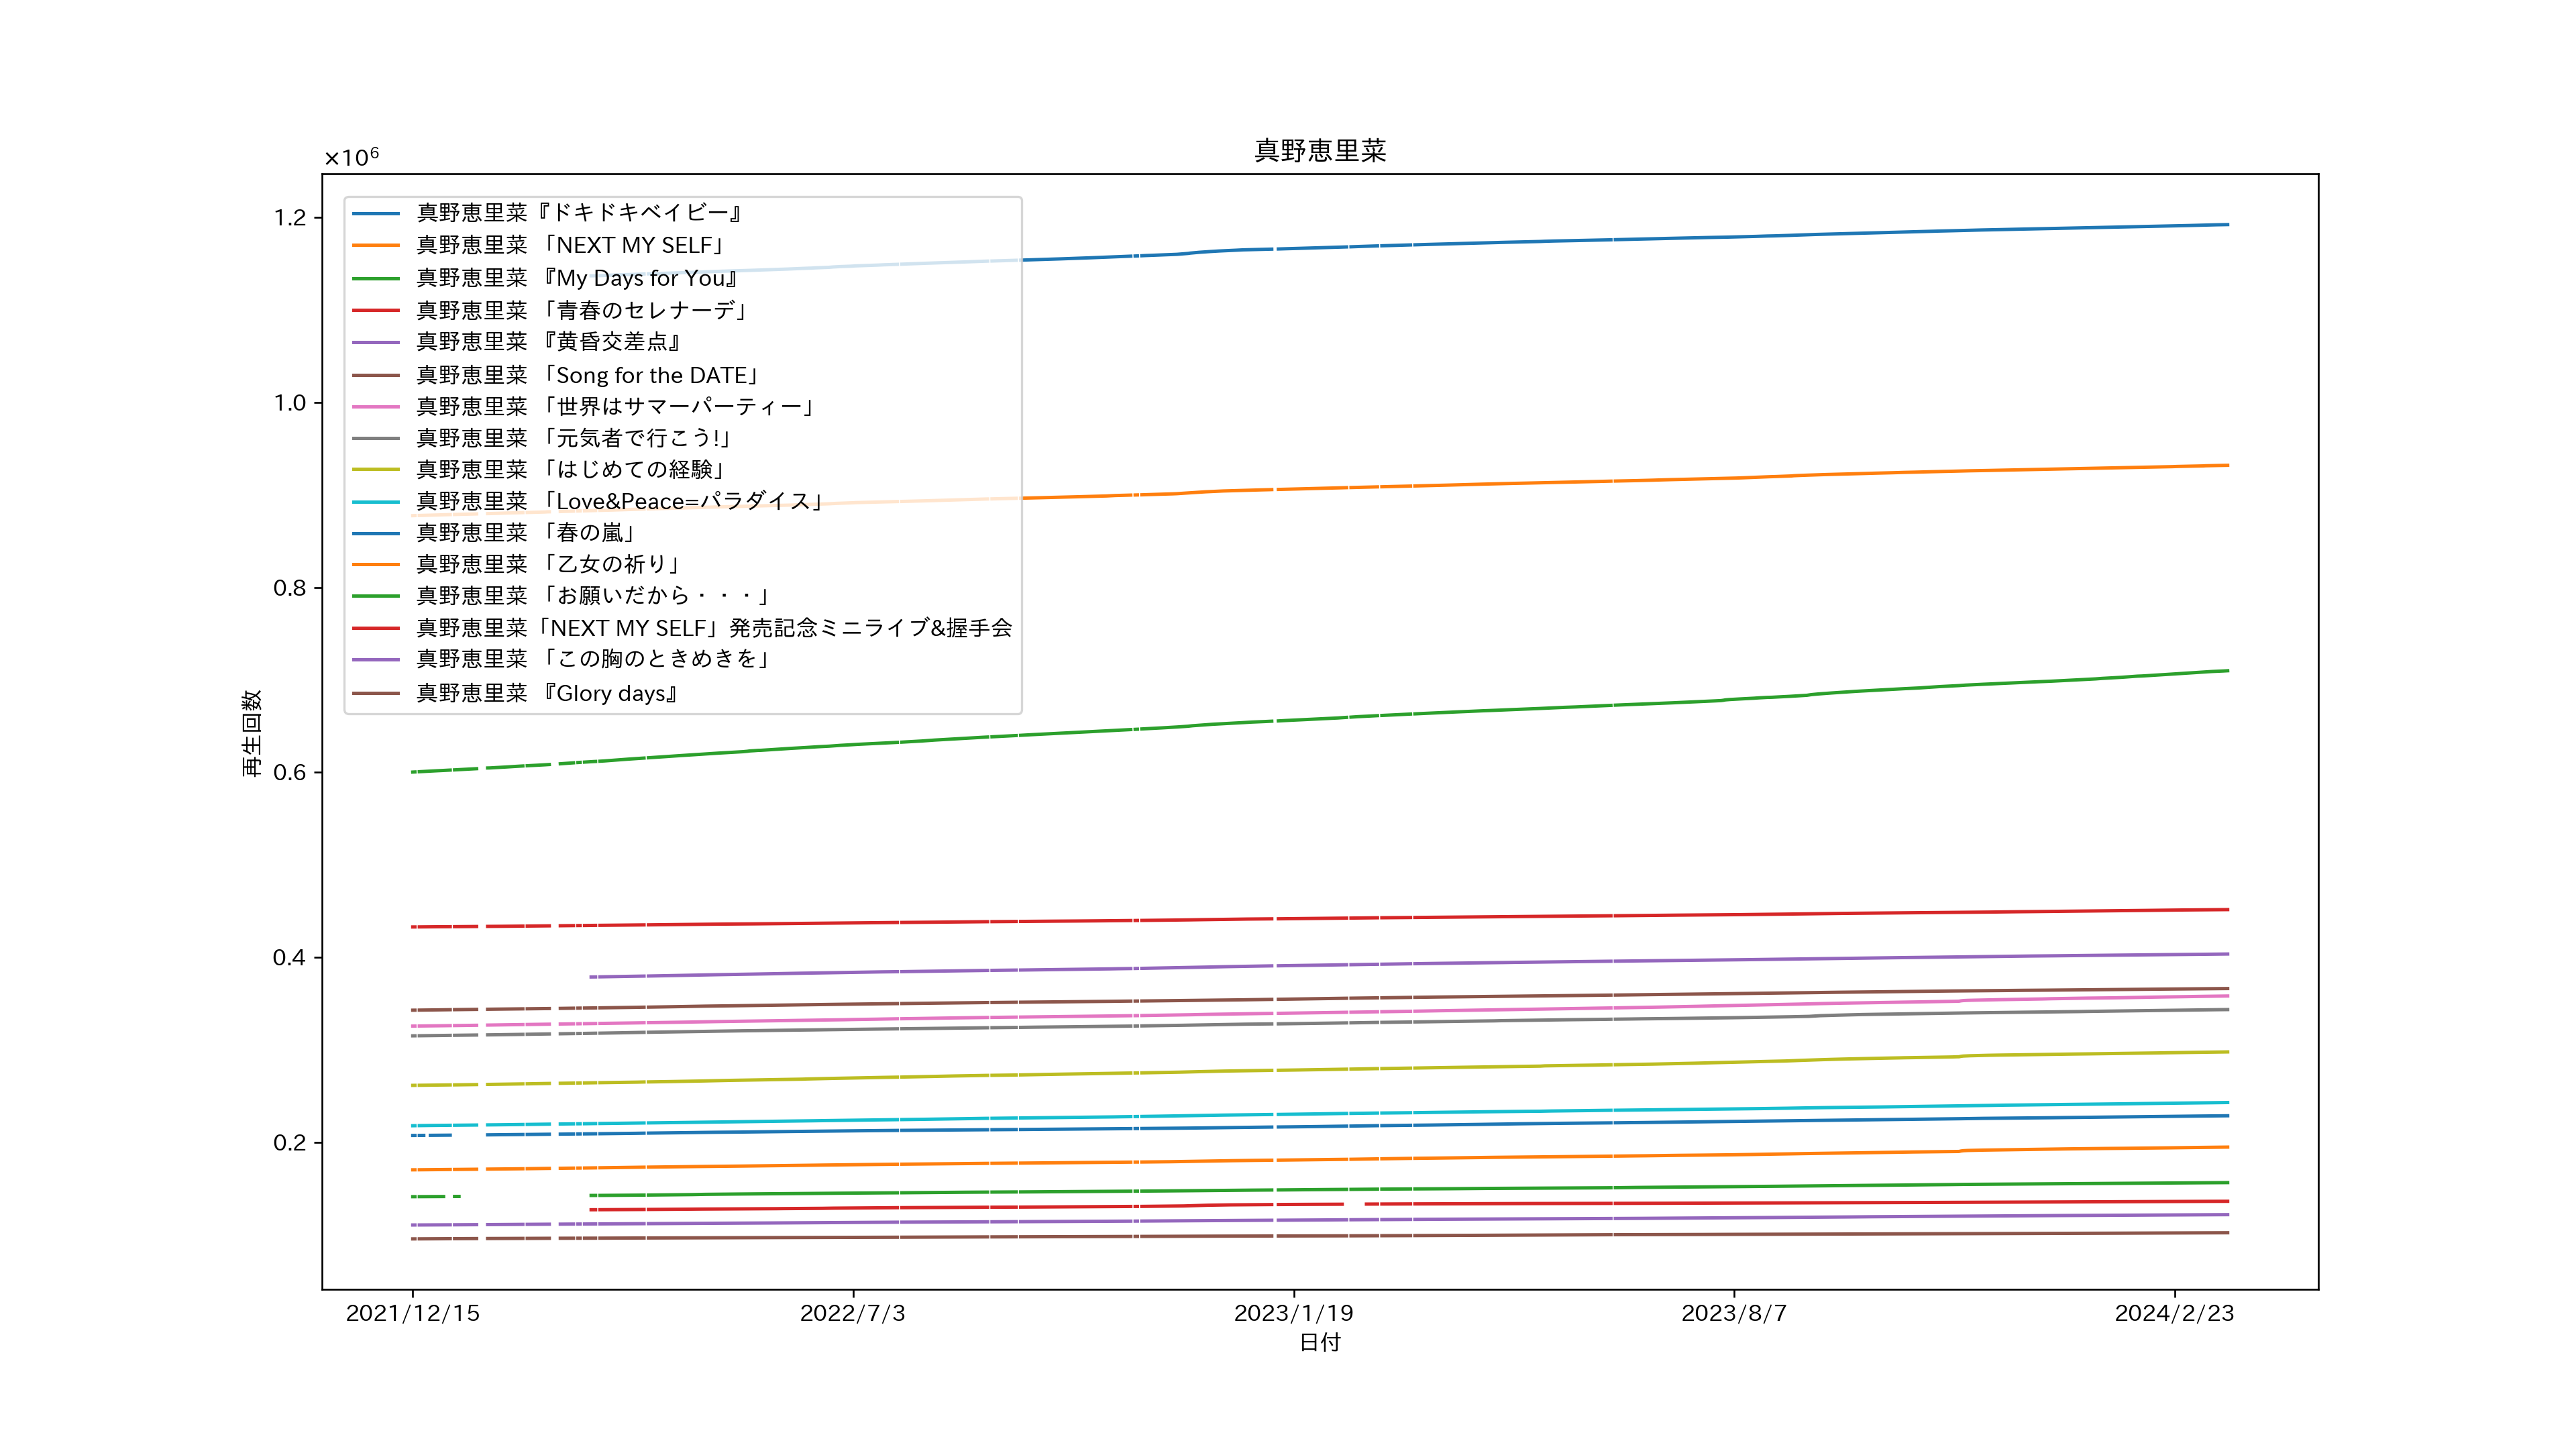 真野恵里菜
×10⁶
1.2
1.0
0.8
0.6
0.4
0.2
再生回数
真野恵里菜『ドキドキベイビー』
真野恵里菜 「NEXT MY SELF」
真野恵里菜 『My Days for You』
真野恵里菜 「青春のセレナーデ」
真野恵里菜 『黄昏交差点』
真野恵里菜 「Song for the DATE」
真野恵里菜 「世界はサマーパーティー」
真野恵里菜 「元気者で行こう!」
真野恵里菜 「はじめての経験」
真野恵里菜 「Love&Peace=パラダイス」
真野恵里菜 「春の嵐」
真野恵里菜 「乙女の祈り」
真野恵里菜 「お願いだから・・・」
真野恵里菜「NEXT MY SELF」発売記念ミニライブ&握手会
真野恵里菜 「この胸のときめきを」
真野恵里菜 『Glory days』
2021/12/15 2022/7/3 2023/1/19 2023/8/7 2024/2/23
日付